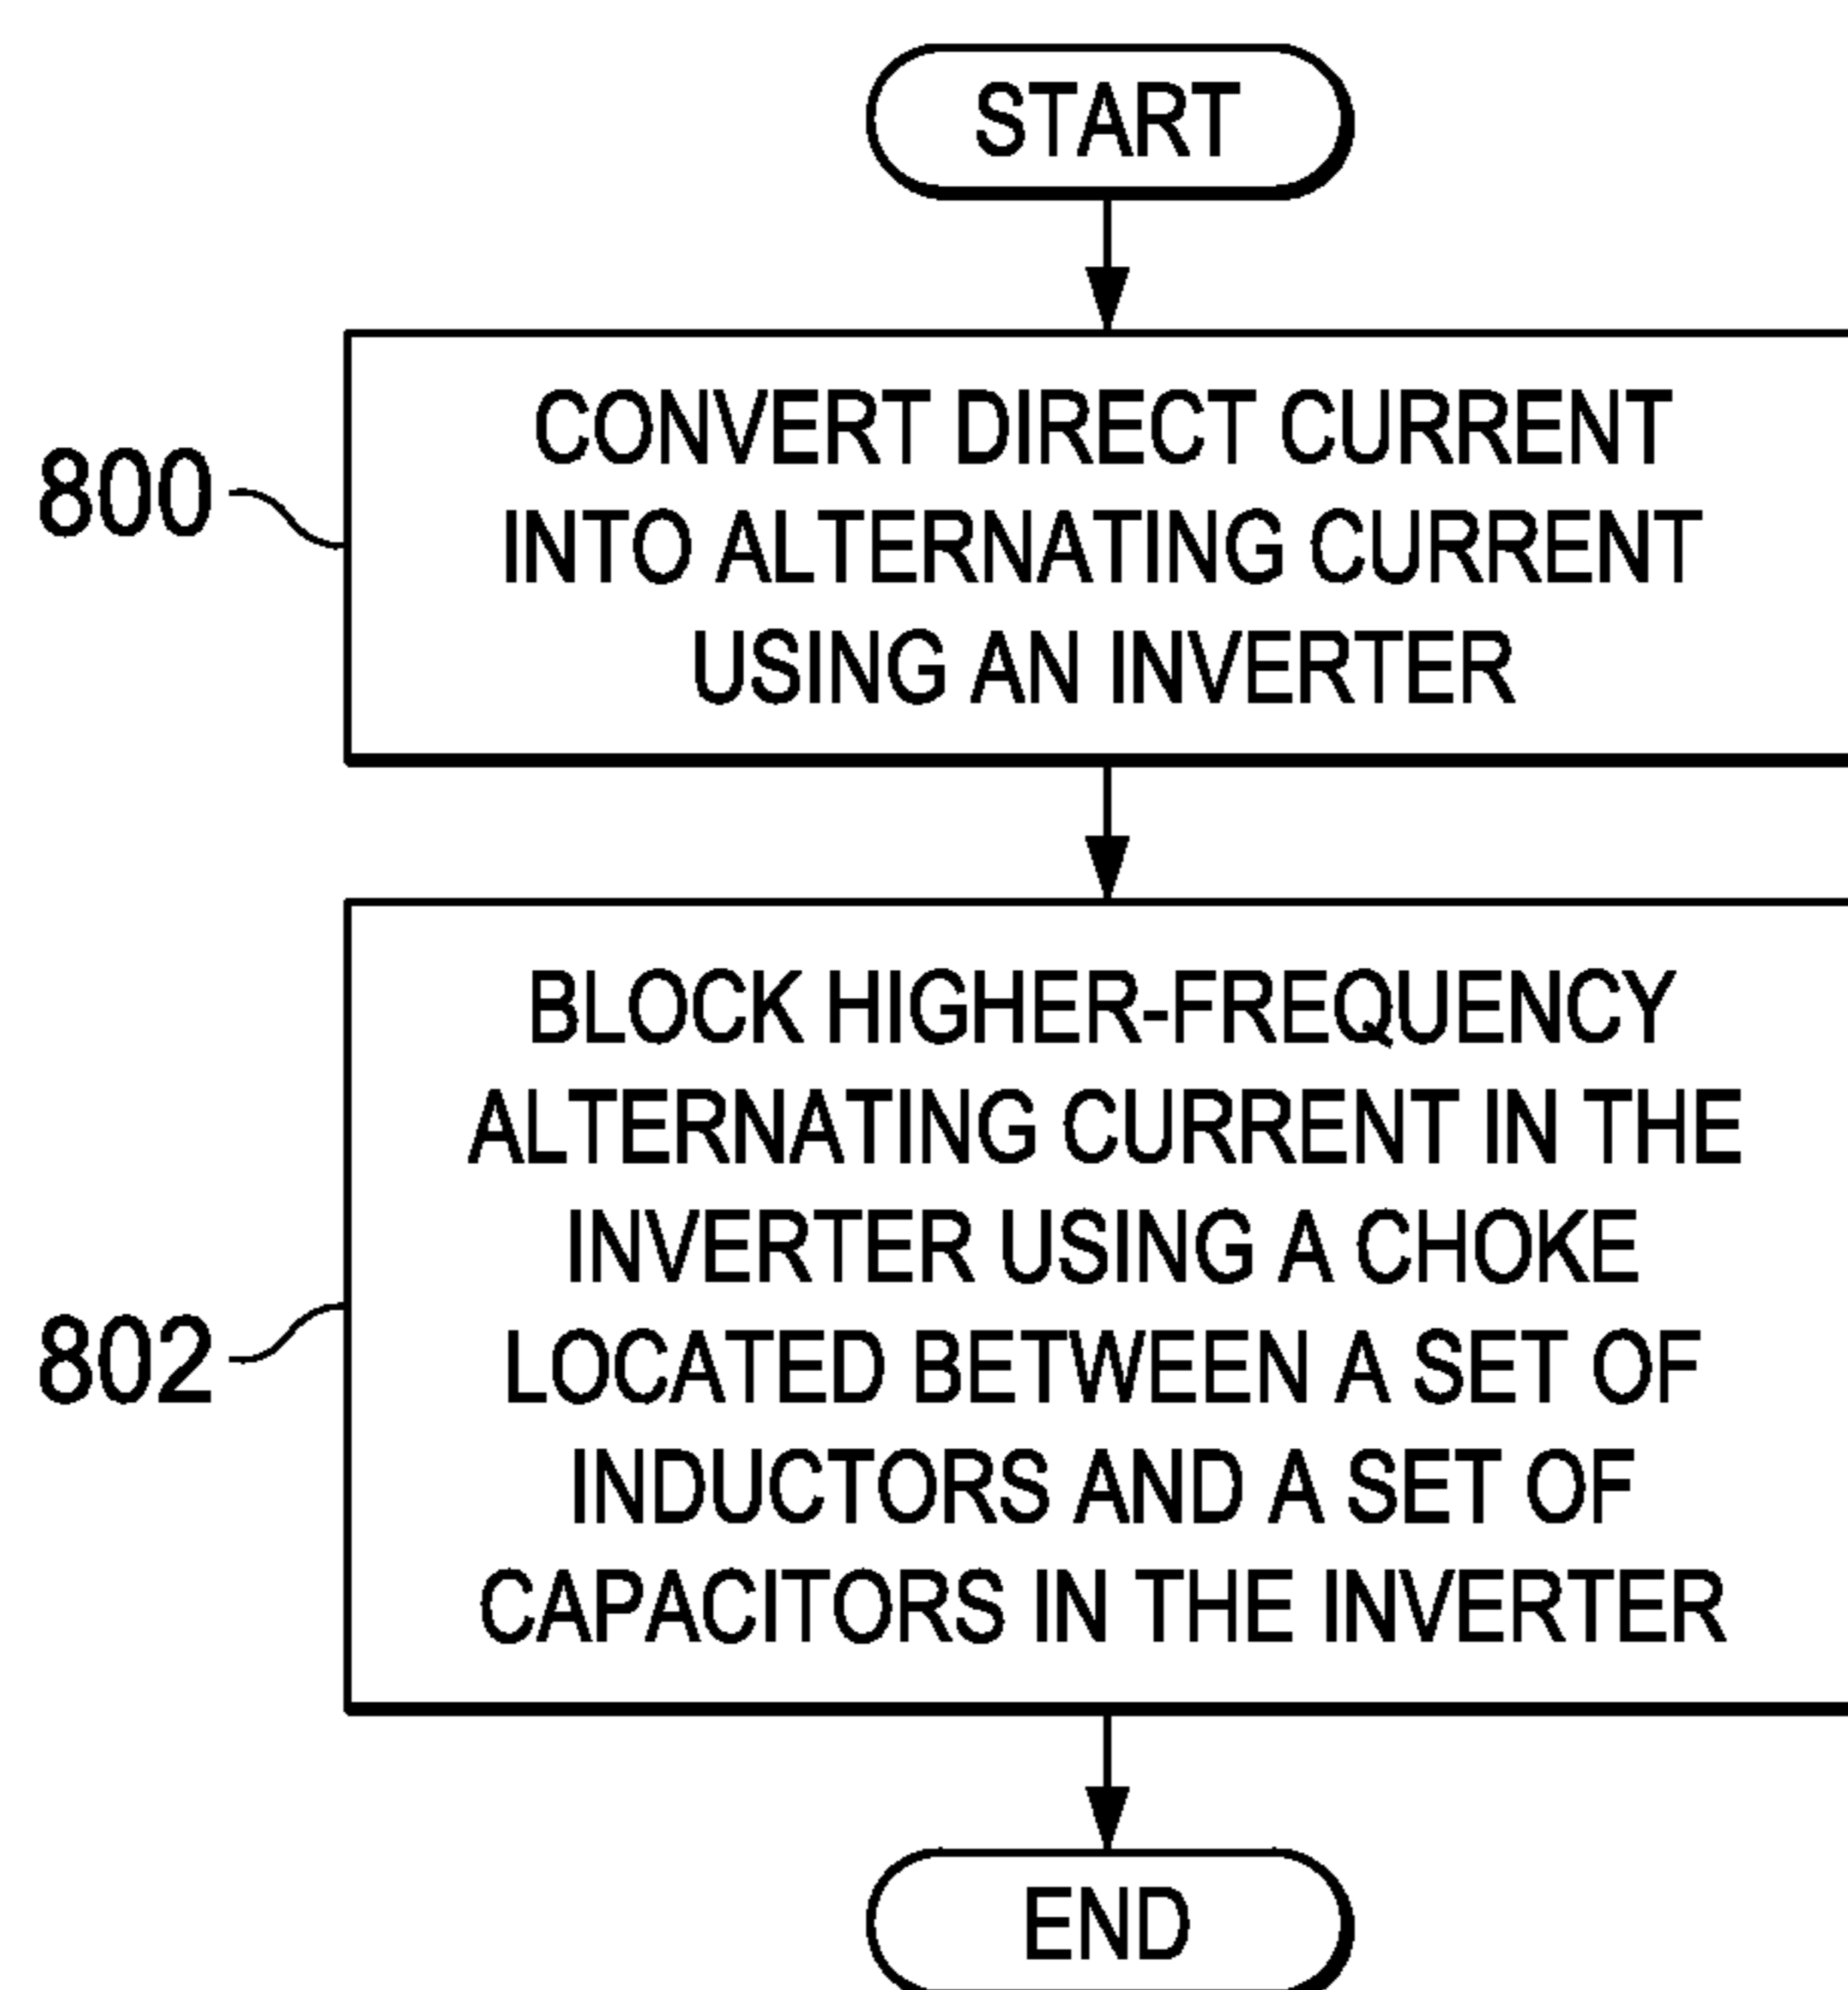 START
800
CONVERT DIRECT CURRENT
INTO ALTERNATING CURRENT
USING AN INVERTER
802
BLOCK HIGHER-FREQUENCY
ALTERNATING CURRENT IN THE
INVERTER USING A CHOKE
LOCATED BETWEEN A SET OF
INDUCTORS AND A SET OF
CAPACITORS IN THE INVERTER
END